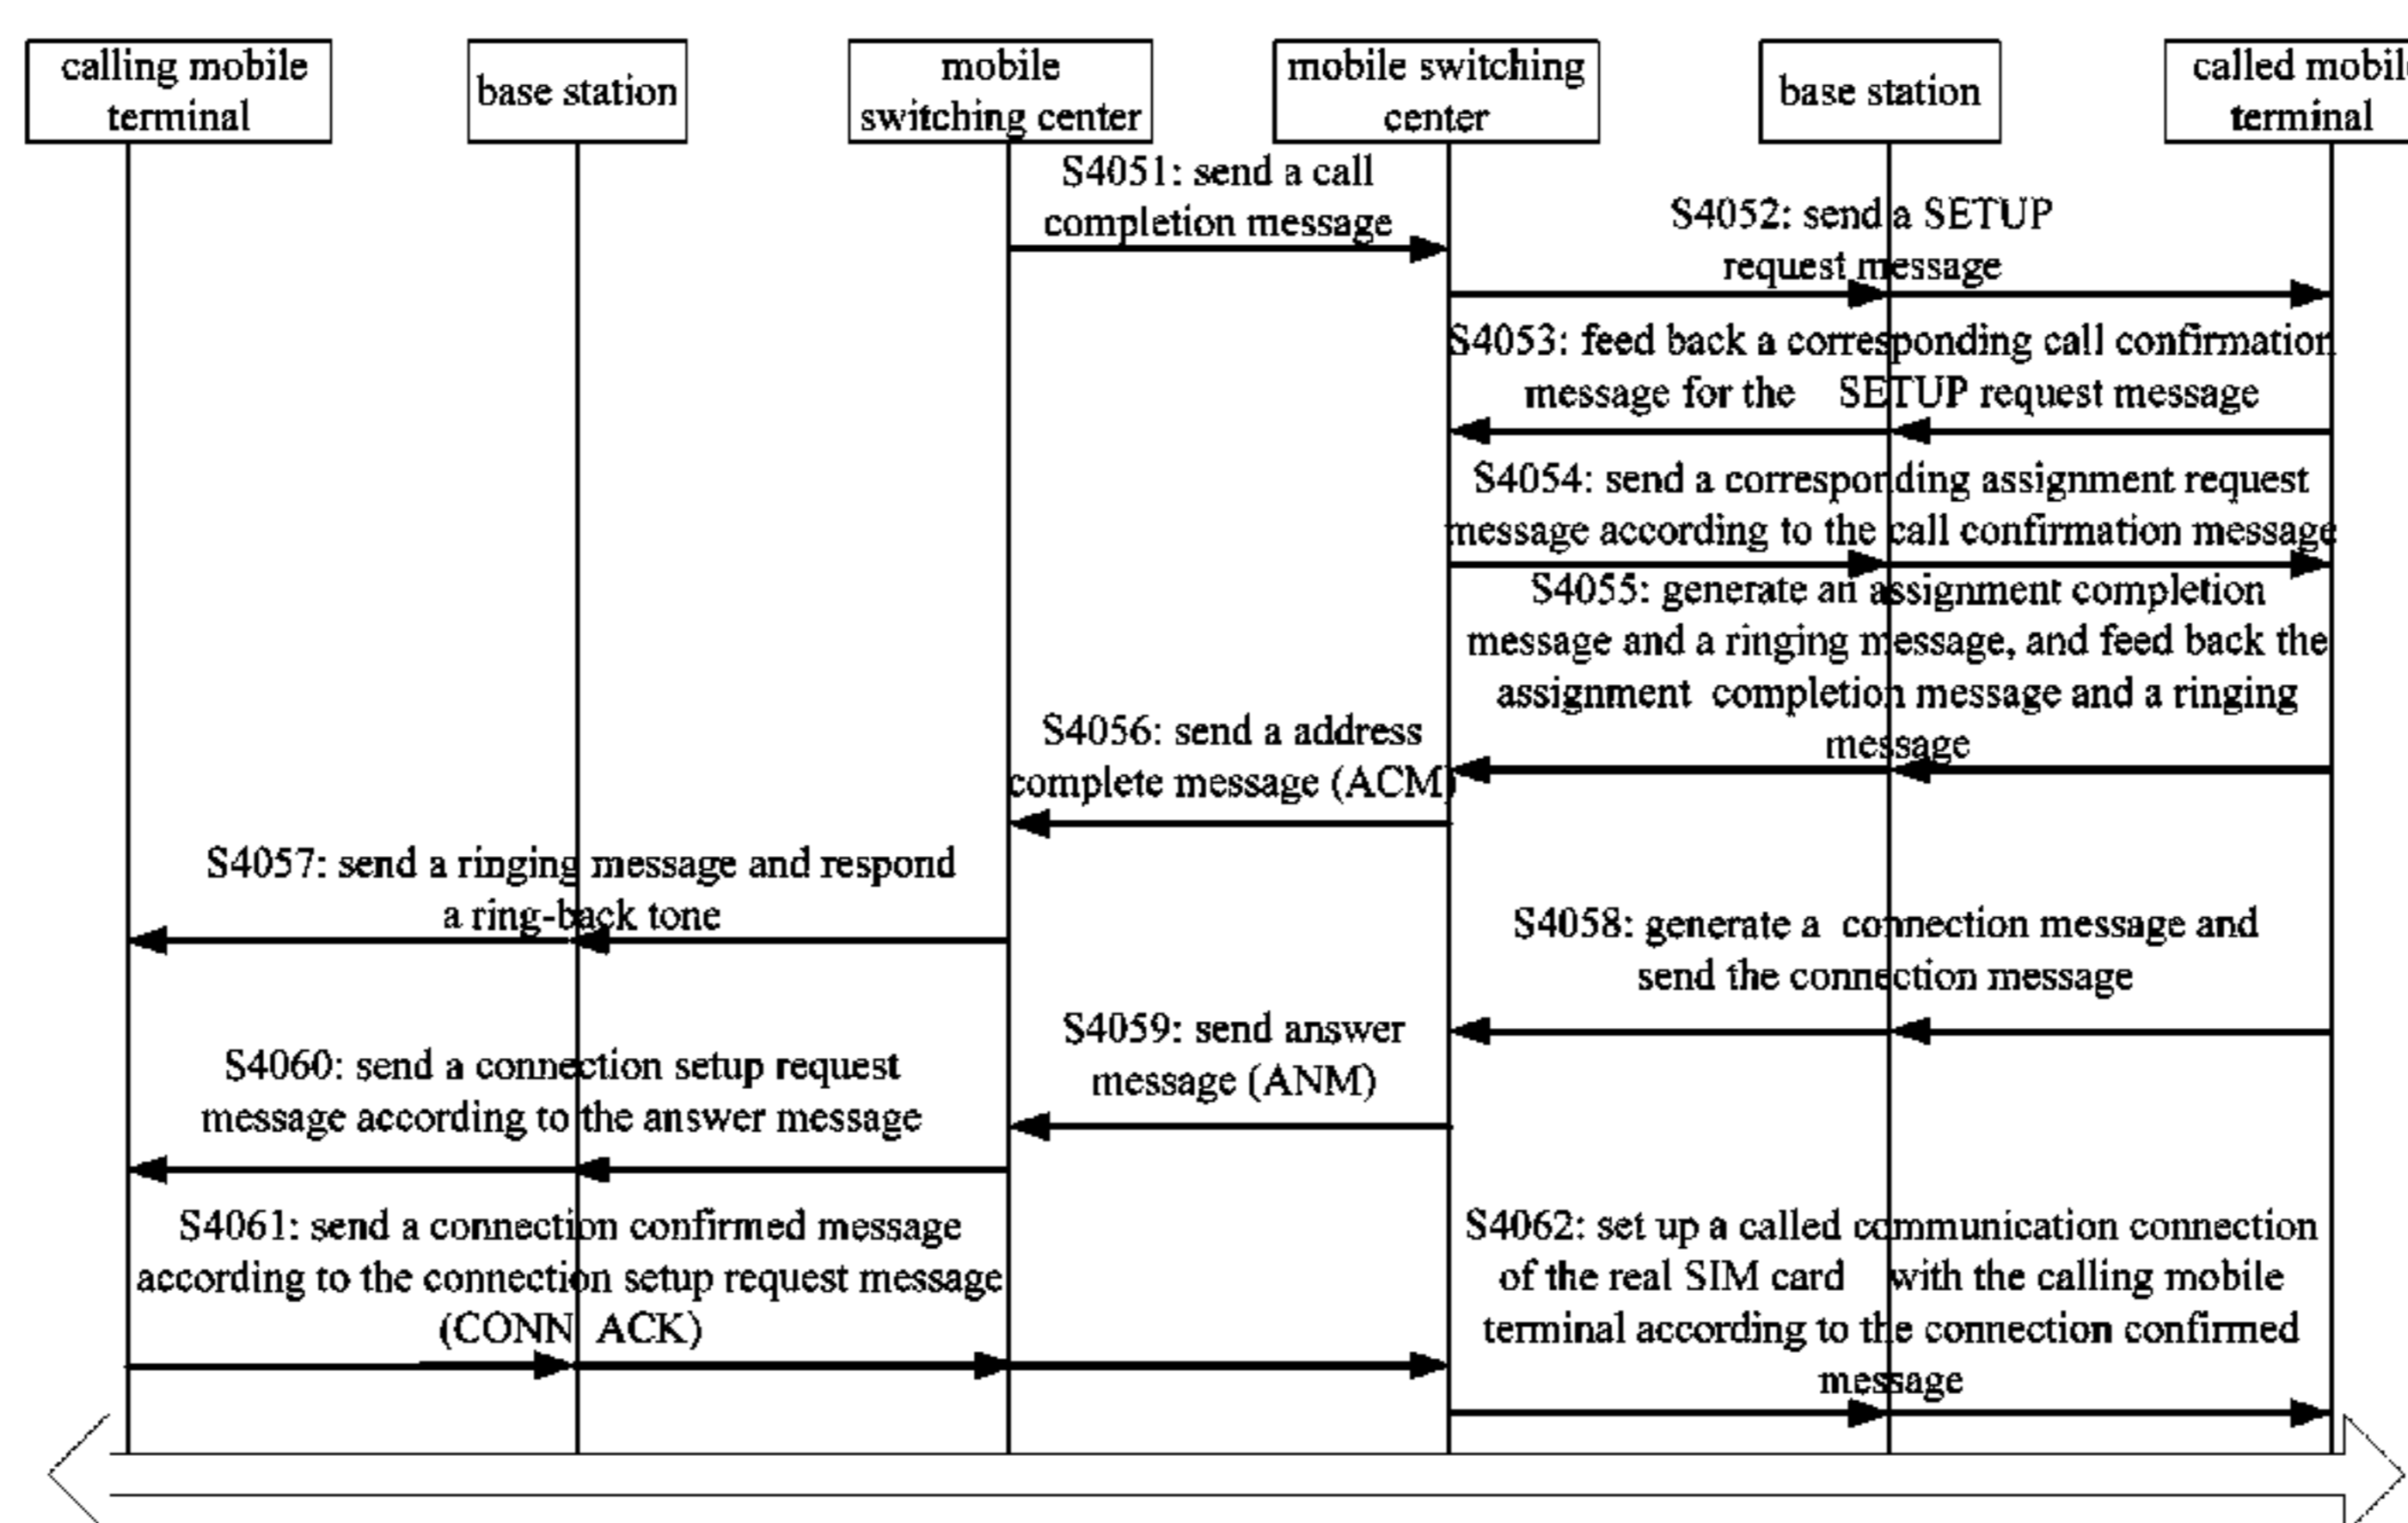 calling mobile
terminal
base station
mobile
switching center
mobile switching
center
base station
called mobile
terminal
S4051: send a call
completion message
S4052: send a SETUP
request message
S4053: feed back a corresponding call confirmation
message for the SETUP request message
S4054: send a corresponding assignment request
message according to the call confirmation message
S4055: generate an assignment completion
message and a ringing message, and feed back the
assignment completion message and a ringing
message
S4056: send a address
complete message (ACM)
S4057: send a ringing message and respond
a ring-back tone
S4058: generate a connection message and
send the connection message
S4059: send answer
message (ANM)
S4060: send a connection setup request
message according to the answer message
S4061: send a connection confirmed message
according to the connection setup request message
(CONN ACK)
S4062: set up a called communication connection
of the real SIM card with the calling mobile
terminal according to the connection confirmed
message